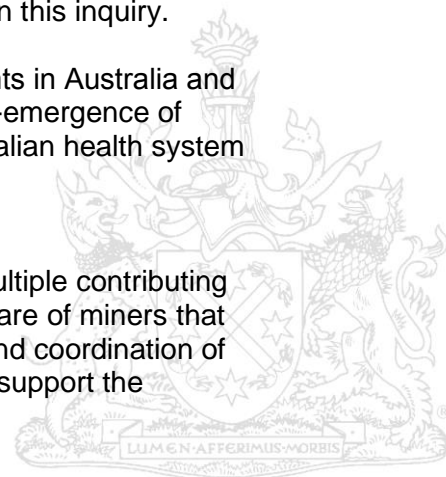 n this inquiry.
ts in Australia and
-emergence of
alian health system
ultiple contributing
are of miners that
nd coordination of
support the
LUMEN·AFFERIMUS·MORBIS